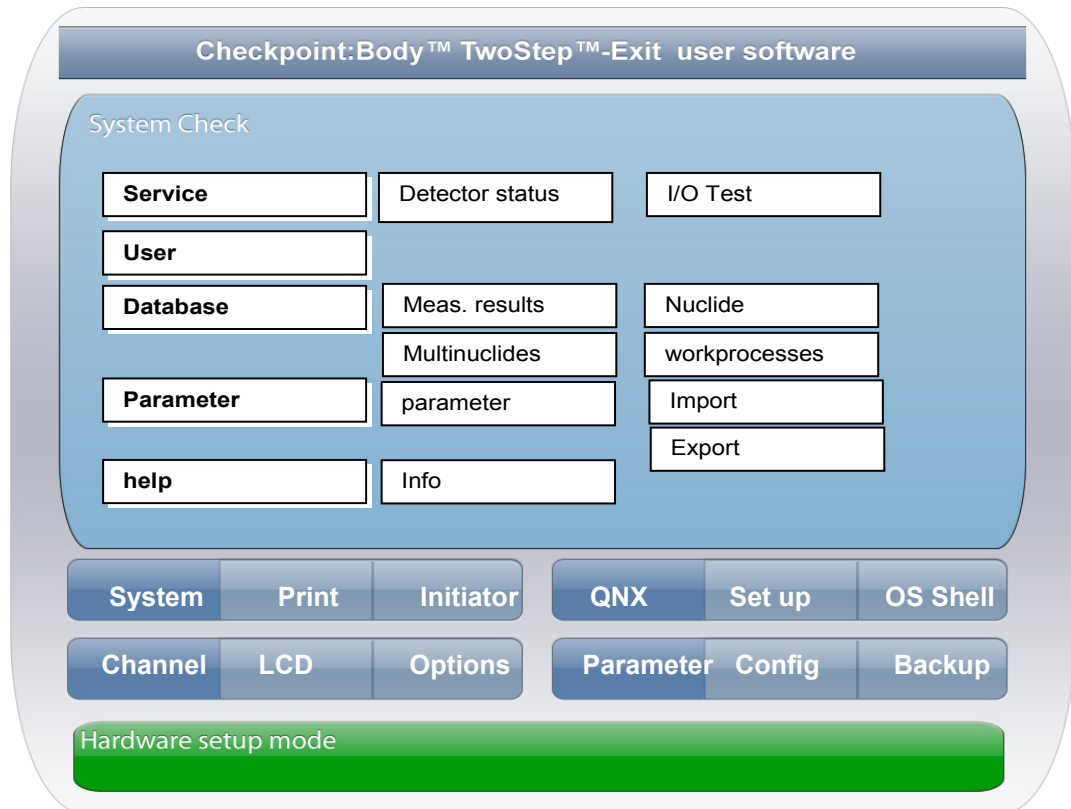 Checkpoint:Body™ TwoStep™-Exit user software
System Check
Service Detector status I/O Test
User
Database Meas. results Nuclide
Multinuclides workprocesses
Parameter parameter Import
Export
help Info
System Print Initiator QNX Set up OS Shell
Channel LCD Options Parameter Config Backup
Hardware setup mode